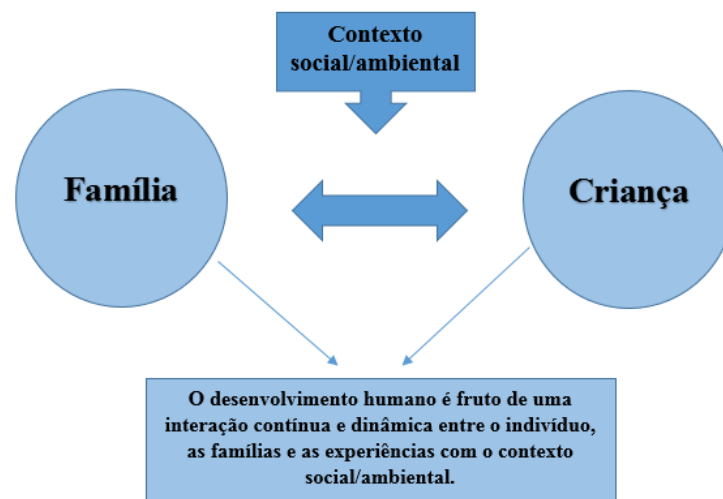 Contexto
social/ambiental
Família
Criança
O desenvolvimento humano é fruto de uma
interação contínua e dinâmica entre o indivíduo,
as famílias e as experiências com o contexto
social/ambiental.